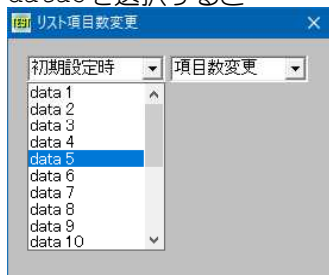 dataを選択すると
リスト項目数変更
初期設定時 項目数変更
data 1
data 2
data 3
data 4
data 5
data 6
data 7
data 8
data 9
data 10